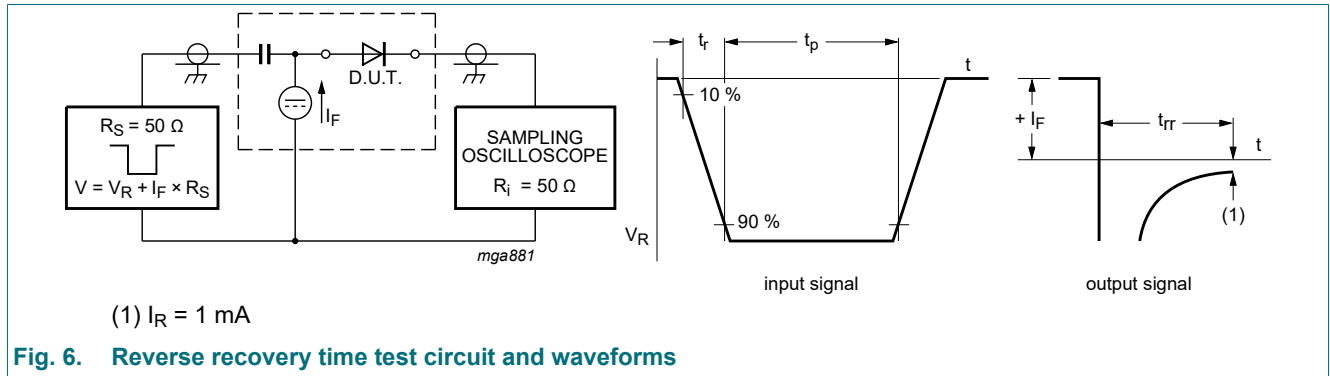 D.U.T.
I_F
R_S = 50 Ω
V = V_R + I_F × R_S
SAMPLING
OSCILLOSCOPE
R_i = 50 Ω
mga881
t_r
t_p
t
10 %
90 %
V_R
input signal
+ I_F
t_rr
t
(1)
output signal
(1) I_R = 1 mA
Fig. 6. Reverse recovery time test circuit and waveforms